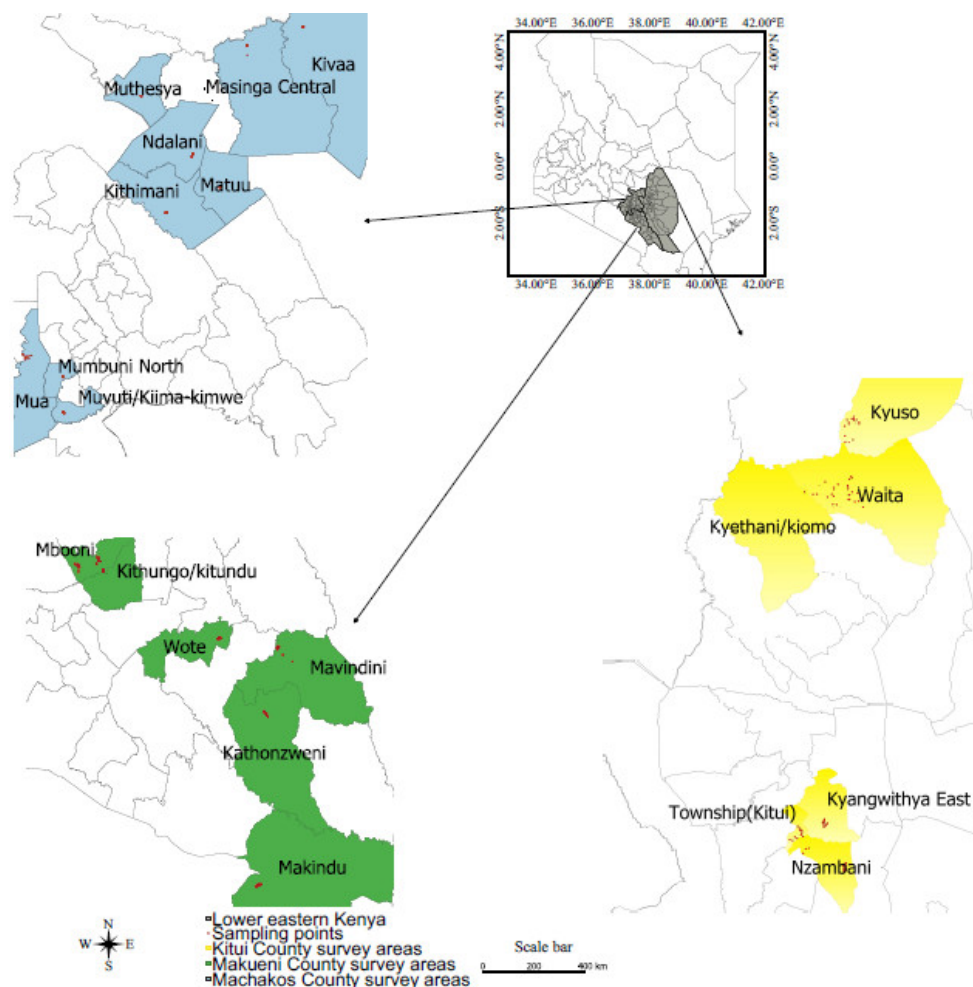 34.00°E 36.00°E 38.00°E 40.00°E 42.00°E
4.00°N
2.00°N
0.00°
2.00°S
4.00°N
2.00°N
0.00°
2.00°S
34.00°E 36.00°E 38.00°E 40.00°E 42.00°E
Kivaa
Muthesya
Masinga Central
Ndalani
Kithimani
Matuu
Mumbuni North
Mua
Muvuti/Kiima-kimwe
Kyuso
Waita
Kyethani/kiomo
Mbooni
Kithungo/kitundu
Wote
Mavindini
Kathonzweni
Makindu
Township(Kitui)
Kyangwithya East
Nzambani
N
W E
S
Lower eastern Kenya
Sampling points
Kitui County survey areas
Makueni County survey areas
Machakos County survey areas
Scale bar
0 200 400 km